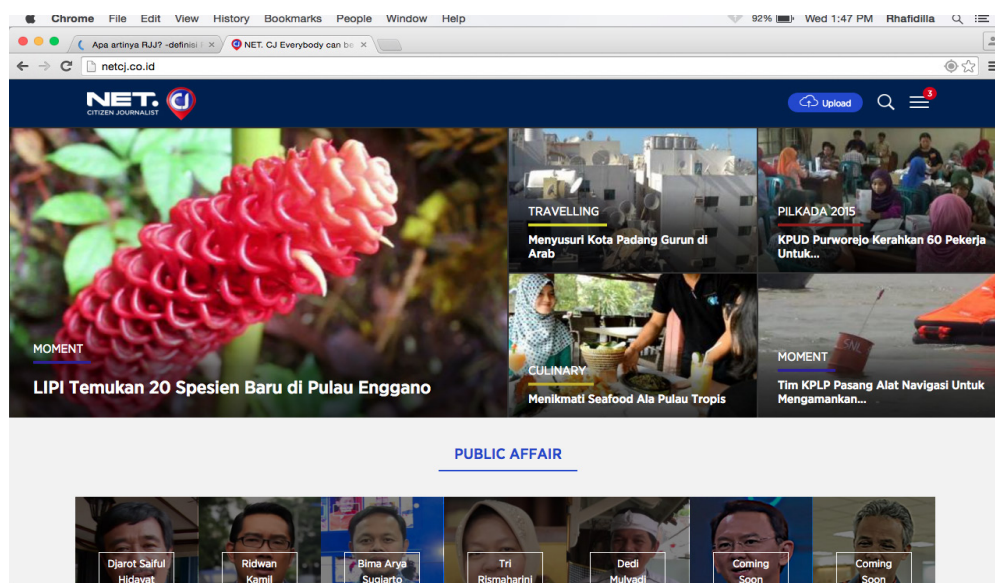 Chrome File Edit View History Bookmarks People Window Help
92% Wed 1:47 PM Rhafidilla
Apa artinya RJJ? -definisi
NET. CJ Everybody can be
netcj.co.id
NET. CJ
CITIZEN JOURNALIST
Upload
3
MOMENT
LIPI Temukan 20 Spesien Baru di Pulau Enggano
TRAVELLING
Menyusuri Kota Padang Gurun di
Arab
PILKADA 2015
KPUD Purworejo Kerahkan 60 Pekerja
Untuk...
CULINARY
Menikmati Seafood Ala Pulau Tropis
SNL
MOMENT
Tim KPLP Pasang Alat Navigasi Untuk
Mengamankan...
PUBLIC AFFAIR
Djarot Saiful
Hidayat
Ridwan
Kamil
Bima Arya
Sugiarto
Tri
Rismaharini
Dedi
Mulyadi
Coming
Soon
Coming
Soon